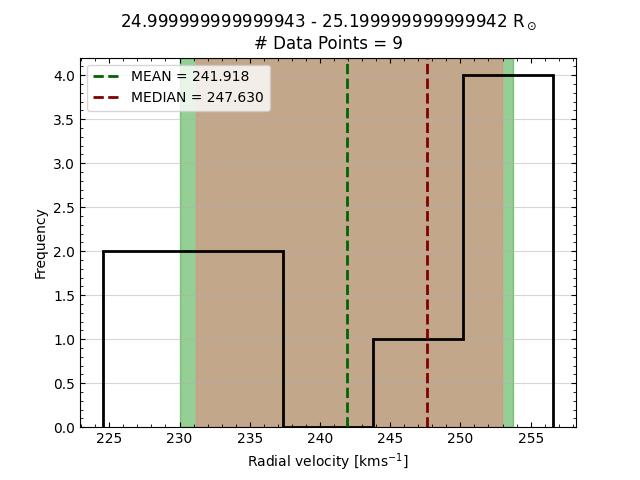 24.999999999999943 - 25.199999999999942 R⊙
# Data Points = 9
MEAN = 241.918
MEDIAN = 247.630
4.0
3.5
3.0
2.5
2.0
1.5
1.0
0.5
0.0
Frequency
225 230 235 240 245 250 255
Radial velocity [kms⁻¹]